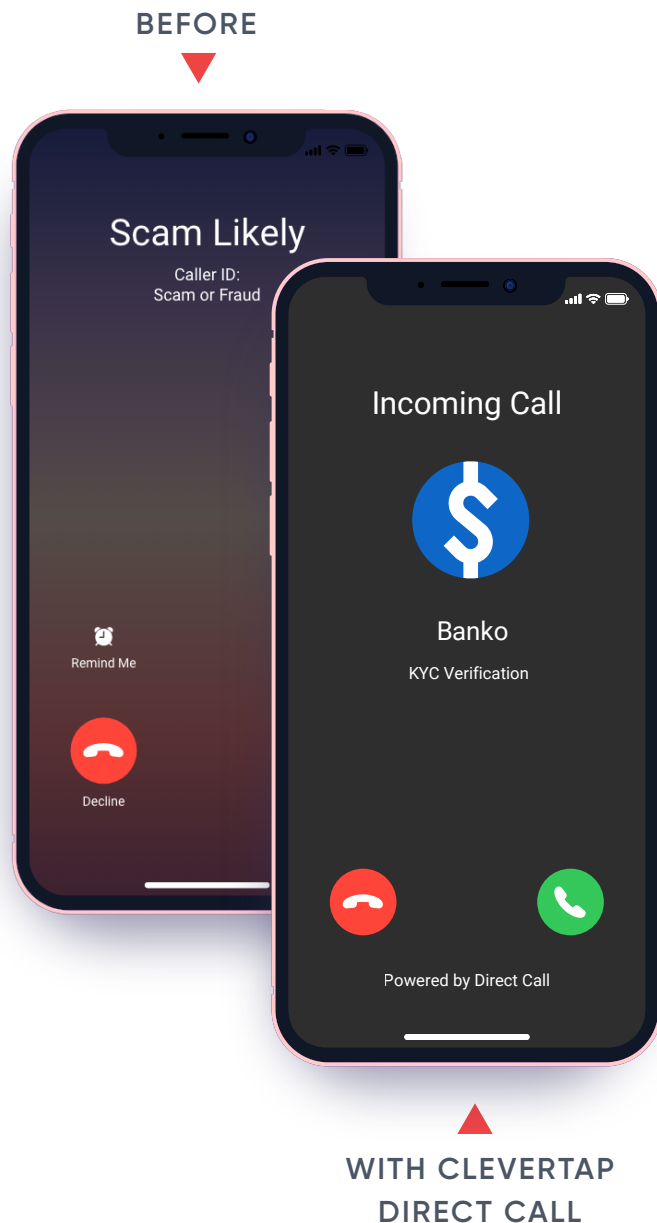 BEFORE
Scam Likely
Caller ID:
Scam or Fraud
Remind Me
Decline
Incoming Call
$
Banko
KYC Verification
Powered by Direct Call
WITH CLEVERTAP
DIRECT CALL